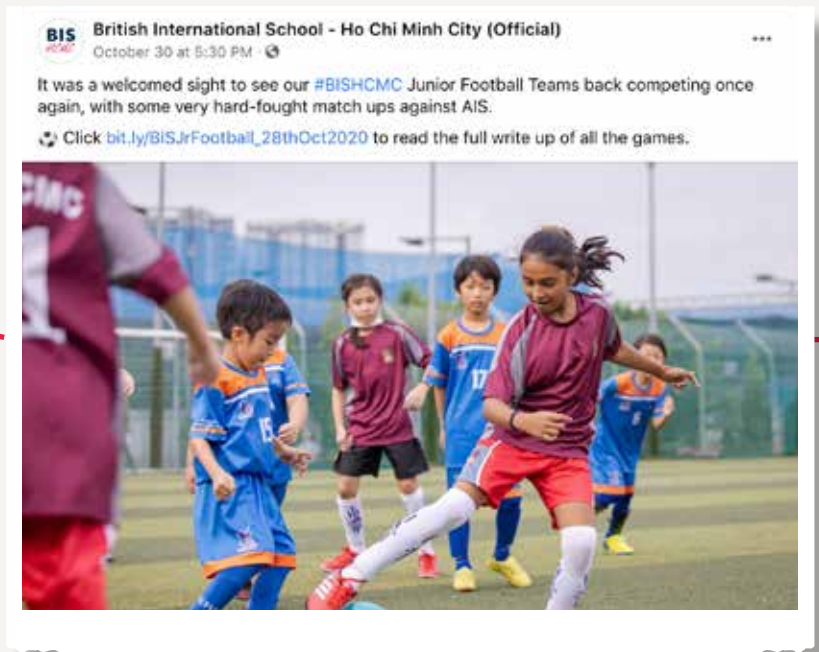 BIS
HCMC
British International School - Ho Chi Minh City (Official)
October 30 at 5:30 PM ·
It was a welcomed sight to see our #BISHCMC Junior Football Teams back competing once
again, with some very hard-fought match ups against AIS.
Click bit.ly/BISJrFootball_28thOct2020 to read the full write up of all the games.
CMC
1
15
17